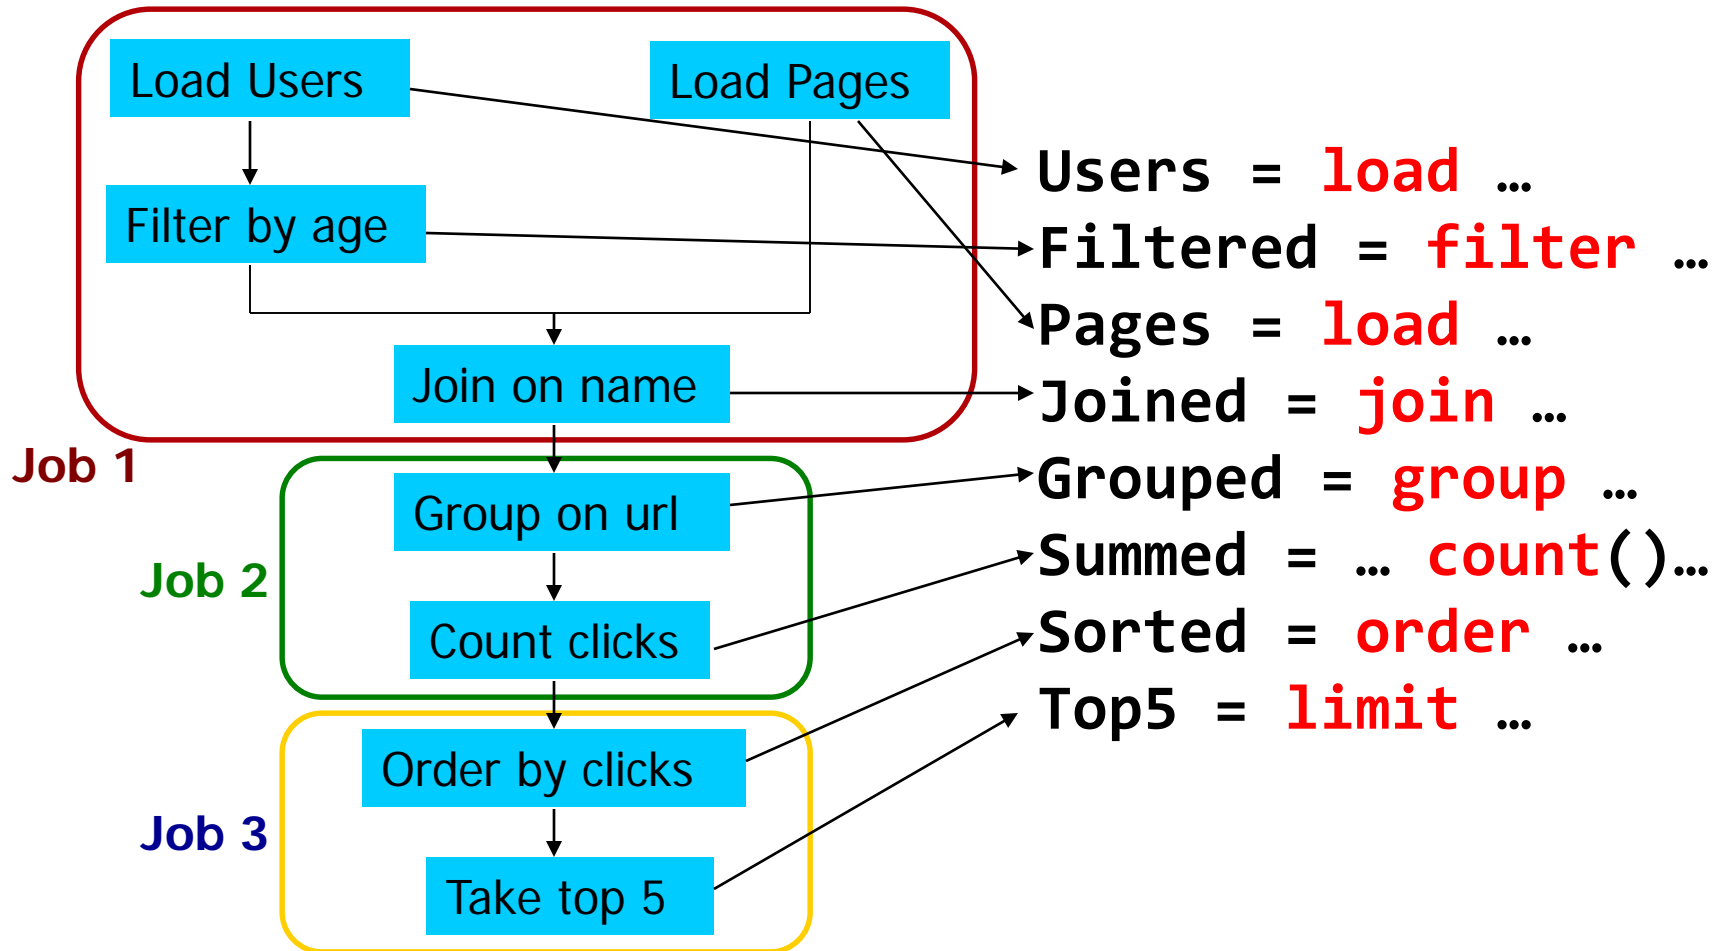 Load Users
Load Pages
Filter by age
Join on name
Job 1
Group on url
Job 2
Count clicks
Order by clicks
Job 3
Take top 5
Users = load …
Filtered = filter …
Pages = load …
Joined = join …
Grouped = group …
Summed = … count()…
Sorted = order …
Top5 = limit …